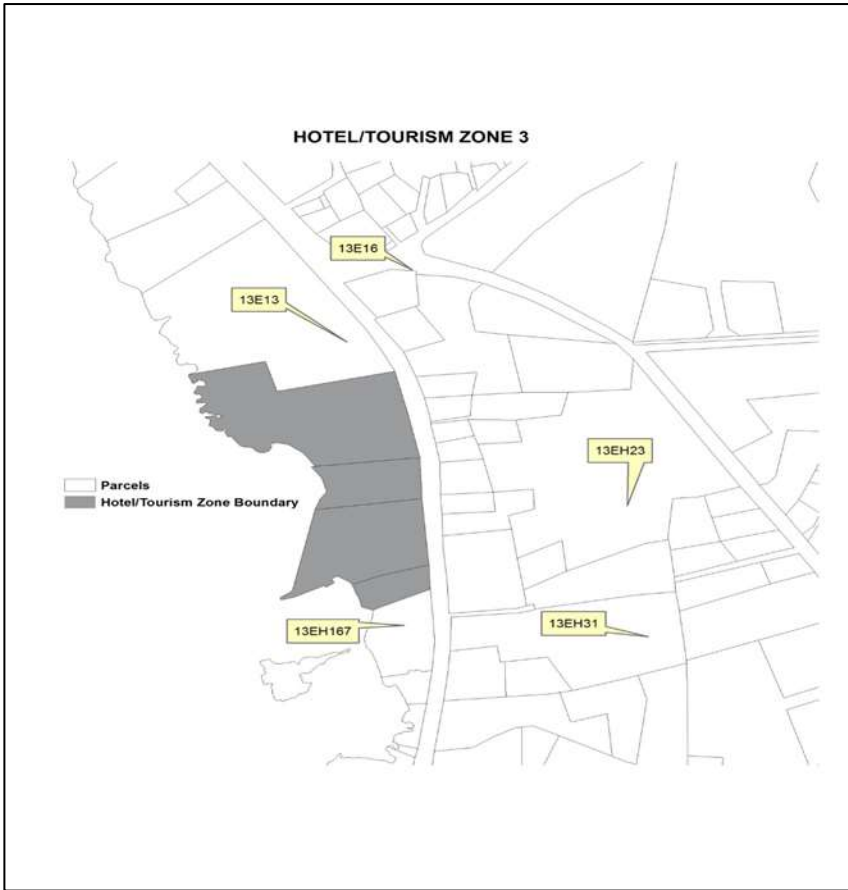 HOTEL/TOURISM ZONE 3
13E16
13E13
13EH23
Parcels
Hotel/Tourism Zone Boundary
13EH167
13EH31